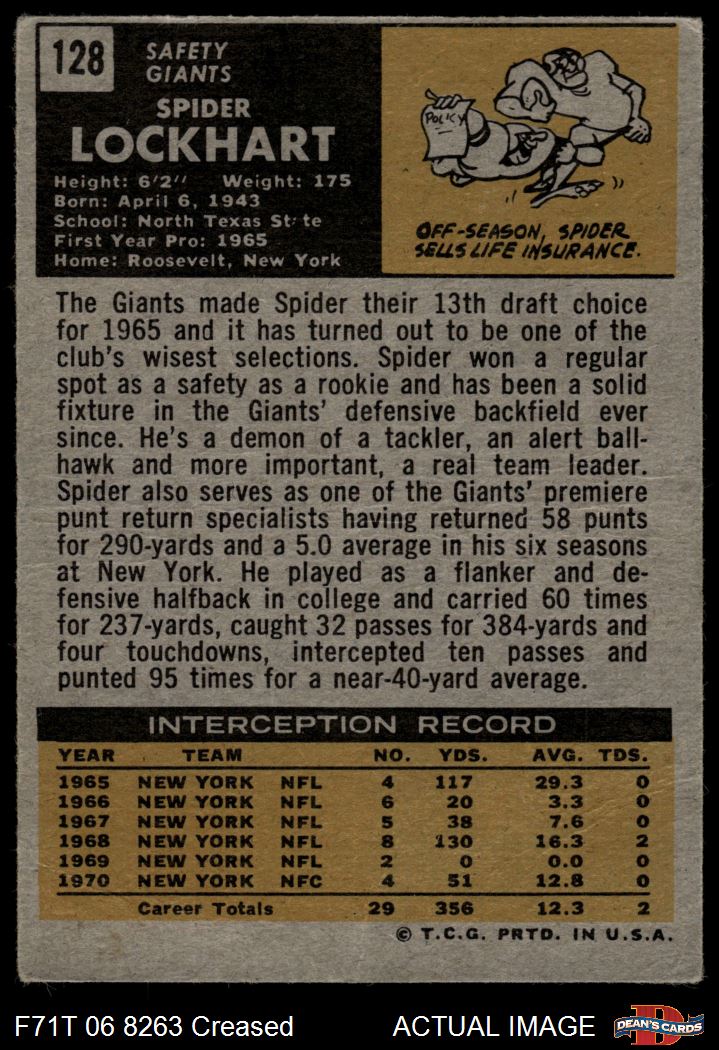 128
SAFETY
GIANTS
SPIDER
LOCKHART
Height: 6'2" Weight: 175
Born: April 6, 1943
School: North Texas State
First Year Pro: 1965
Home: Roosevelt, New York
POLICY
OFF-SEASON, SPIDER
SELLS LIFE INSURANCE.
The Giants made Spider their 13th draft choice
for 1965 and it has turned out to be one of the
club's wisest selections. Spider won a regular
spot as a safety as a rookie and has been a solid
fixture in the Giants' defensive backfield ever
since. He's a demon of a tackler, an alert ball-
hawk and more important, a real team leader.
Spider also serves as one of the Giants' premiere
punt return specialists having returned 58 punts
for 290-yards and a 5.0 average in his six seasons
at New York. He played as a flanker and de-
fensive halfback in college and carried 60 times
for 237-yards, caught 32 passes for 384-yards and
four touchdowns, intercepted ten passes and
punted 95 times for a near-40-yard average.
INTERCEPTION RECORD
YEAR TEAM NO. YDS. AVG. TDS.
1965 NEW YORK NFL 4 117 29.3 0
1966 NEW YORK NFL 6 20 3.3 0
1967 NEW YORK NFL 5 38 7.6 0
1968 NEW YORK NFL 8 130 16.3 2
1969 NEW YORK NFL 2 0 0.0 0
1970 NEW YORK NFC 4 51 12.8 0
Career Totals 29 356 12.3 2
© T.C.G. PRTD. IN U.S.A.
F71T 06 8263 Creased ACTUAL IMAGE DEAN'S CARDS